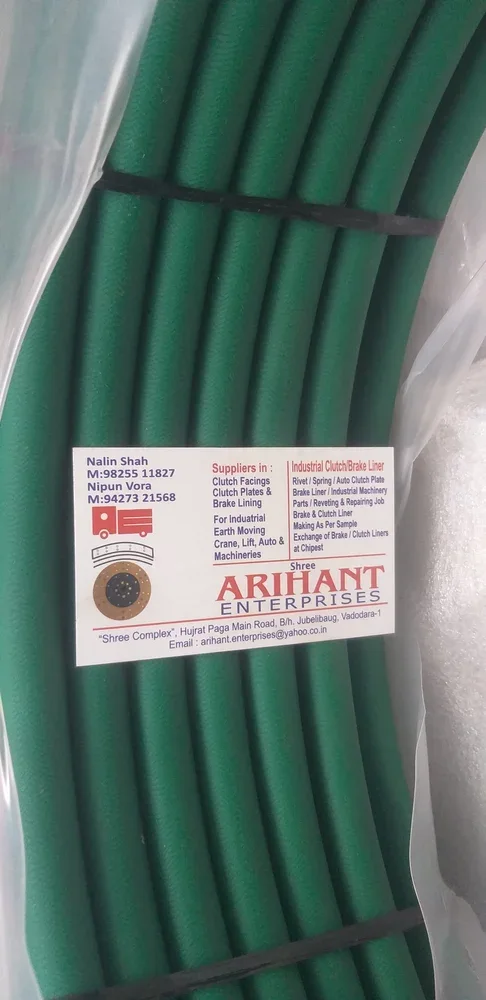 Nalin Shah
M:98255 11827
Nipun Vora
M:94273 21568
Suppliers in :
Clutch Facings
Clutch Plates &
Brake Lining
For Induatrial
Earth Moving
Crane, Lift, Auto &
Machineries
Industrial Clutch/Brake Liner
Rivet / Spring / Auto Clutch Plate
Brake Liner / Industrial Machinery
Parts / Reveting & Repairing Job
Brake & Clutch Liner
Making As Per Sample
Exchange of Brake / Clutch Liners
at Chipest
Shree
ARIHANT
ENTERPRISES
"Shree Complex", Hujrat Paga Main Road, B/h. Jubelibaug, Vadodara-1
Email : arihant.enterprises@yahoo.co.in